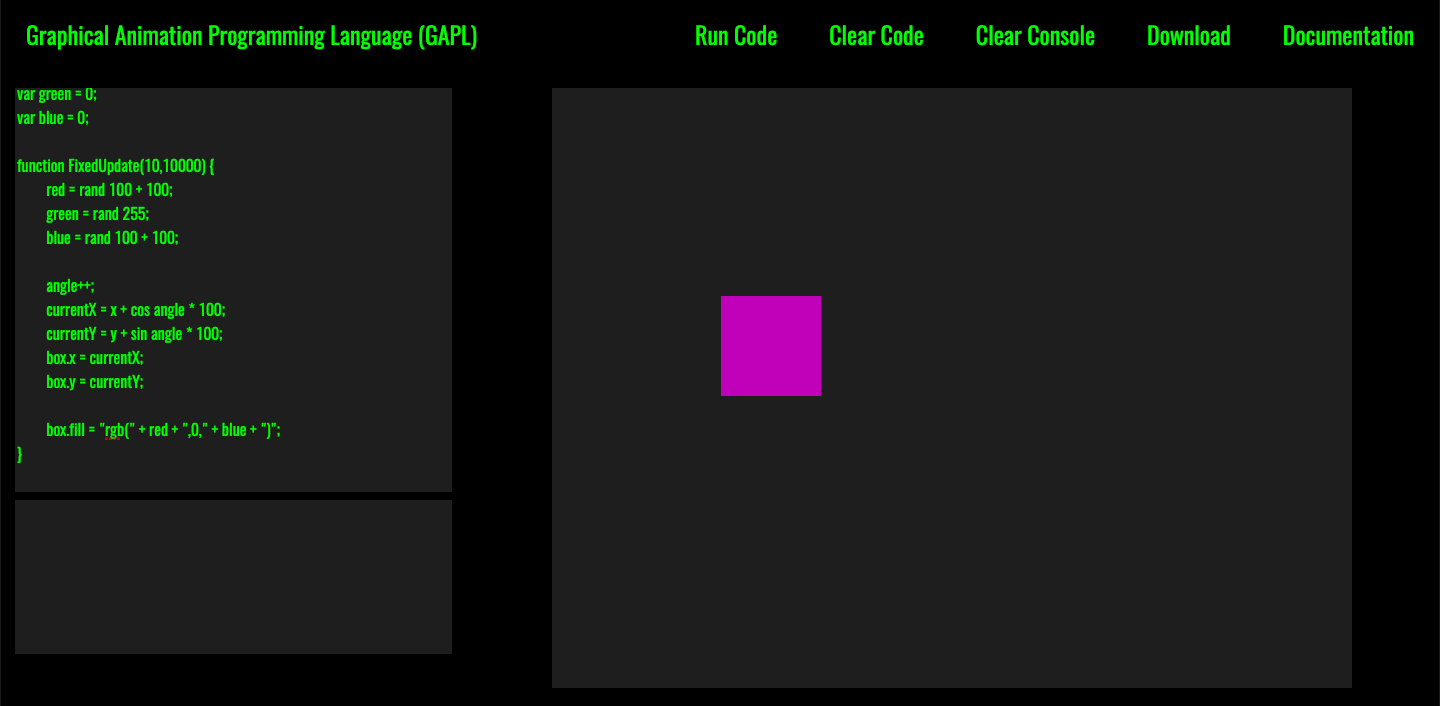 Graphical Animation Programming Language (GAPL)
Run Code
Clear Code
Clear Console
Download
Documentation
var green = 0;
var blue = 0;
function FixedUpdate(10,10000) {
red = rand 100 + 100;
green = rand 255;
blue = rand 100 + 100;
angle++;
currentX = x + cos angle * 100;
currentY = y + sin angle * 100;
box.x = currentX;
box.y = currentY;
box.fill = "rgb(" + red + ",0," + blue + ")";
}